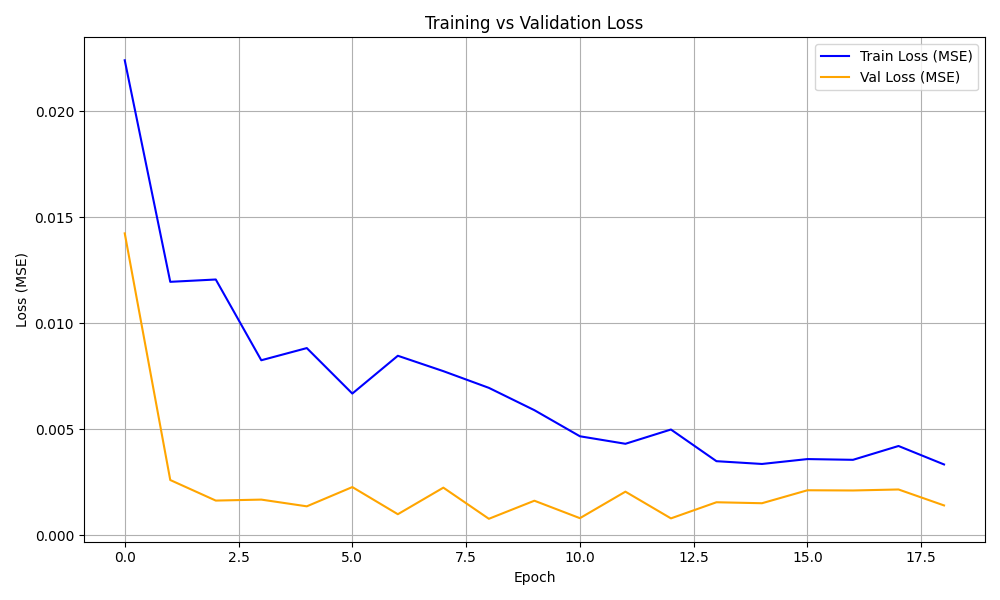 Training vs Validation Loss
Train Loss (MSE)
Val Loss (MSE)
0.020
0.015
0.010
0.005
0.000
Loss (MSE)
0.0 2.5 5.0 7.5 10.0 12.5 15.0 17.5
Epoch